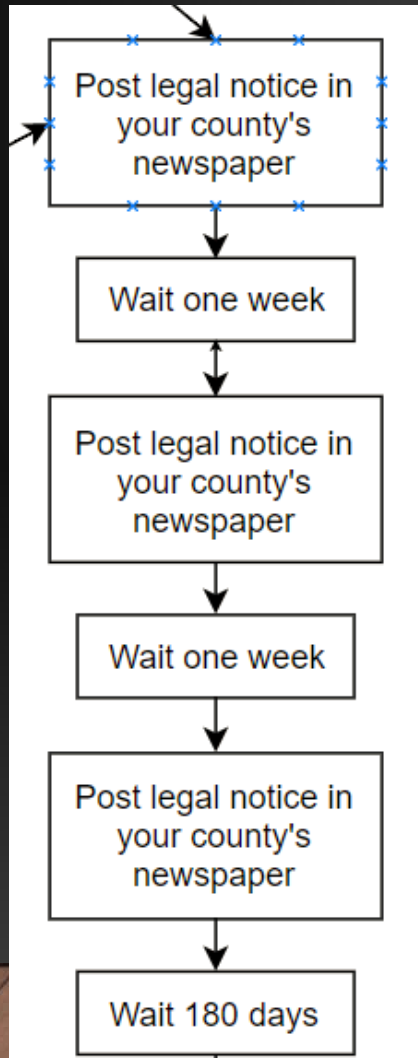 Post legal notice in
your county's
newspaper
Wait one week
Post legal notice in
your county's
newspaper
Wait one week
Post legal notice in
your county's
newspaper
Wait 180 days